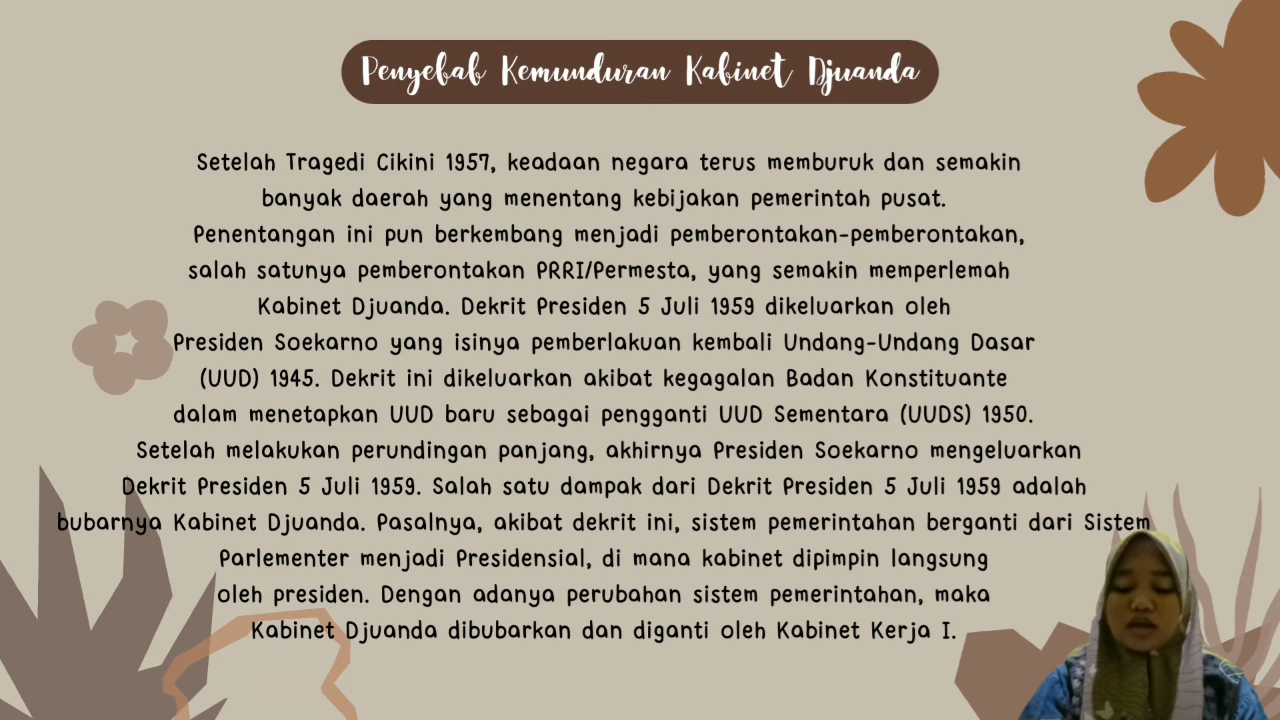 Penyebab Kemunduran Kabinet Djuanda
Setelah Tragedi Cikini 1957, keadaan negara terus memburuk dan semakin
banyak daerah yang menentang kebijakan pemerintah pusat.
Penentangan ini pun berkembang menjadi pemberontakan-pemberontakan,
salah satunya pemberontakan PRRI/Permesta, yang semakin memperlemah
Kabinet Djuanda. Dekrit Presiden 5 Juli 1959 dikeluarkan oleh
Presiden Soekarno yang isinya pemberlakuan kembali Undang-Undang Dasar
(UUD) 1945. Dekrit ini dikeluarkan akibat kegagalan Badan Konstituante
dalam menetapkan UUD baru sebagai pengganti UUD Sementara (UUDS) 1950.
Setelah melakukan perundingan panjang, akhirnya Presiden Soekarno mengeluarkan
Dekrit Presiden 5 Juli 1959. Salah satu dampak dari Dekrit Presiden 5 Juli 1959 adalah
bubarnya Kabinet Djuanda. Pasalnya, akibat dekrit ini, sistem pemerintahan berganti dari Sistem
Parlementer menjadi Presidensial, di mana kabinet dipimpin langsung
oleh presiden. Dengan adanya perubahan sistem pemerintahan, maka
Kabinet Djuanda dibubarkan dan diganti oleh Kabinet Kerja I.